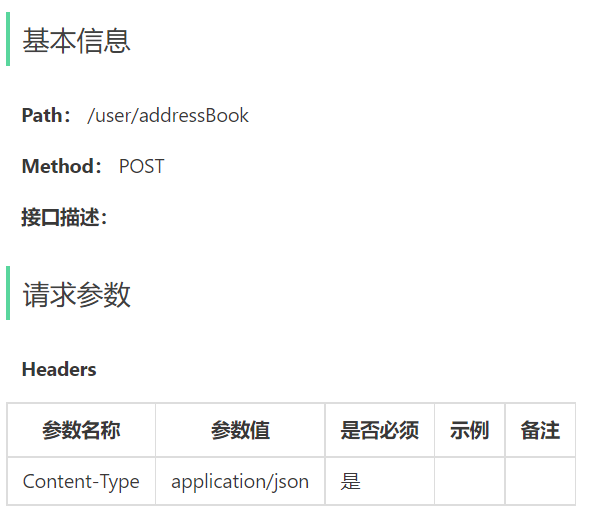 基本信息
Path： /user/addressBook
Method： POST
接口描述：
请求参数
Headers
参数名称 参数值 是否必须 示例 备注
Content-Type application/json 是